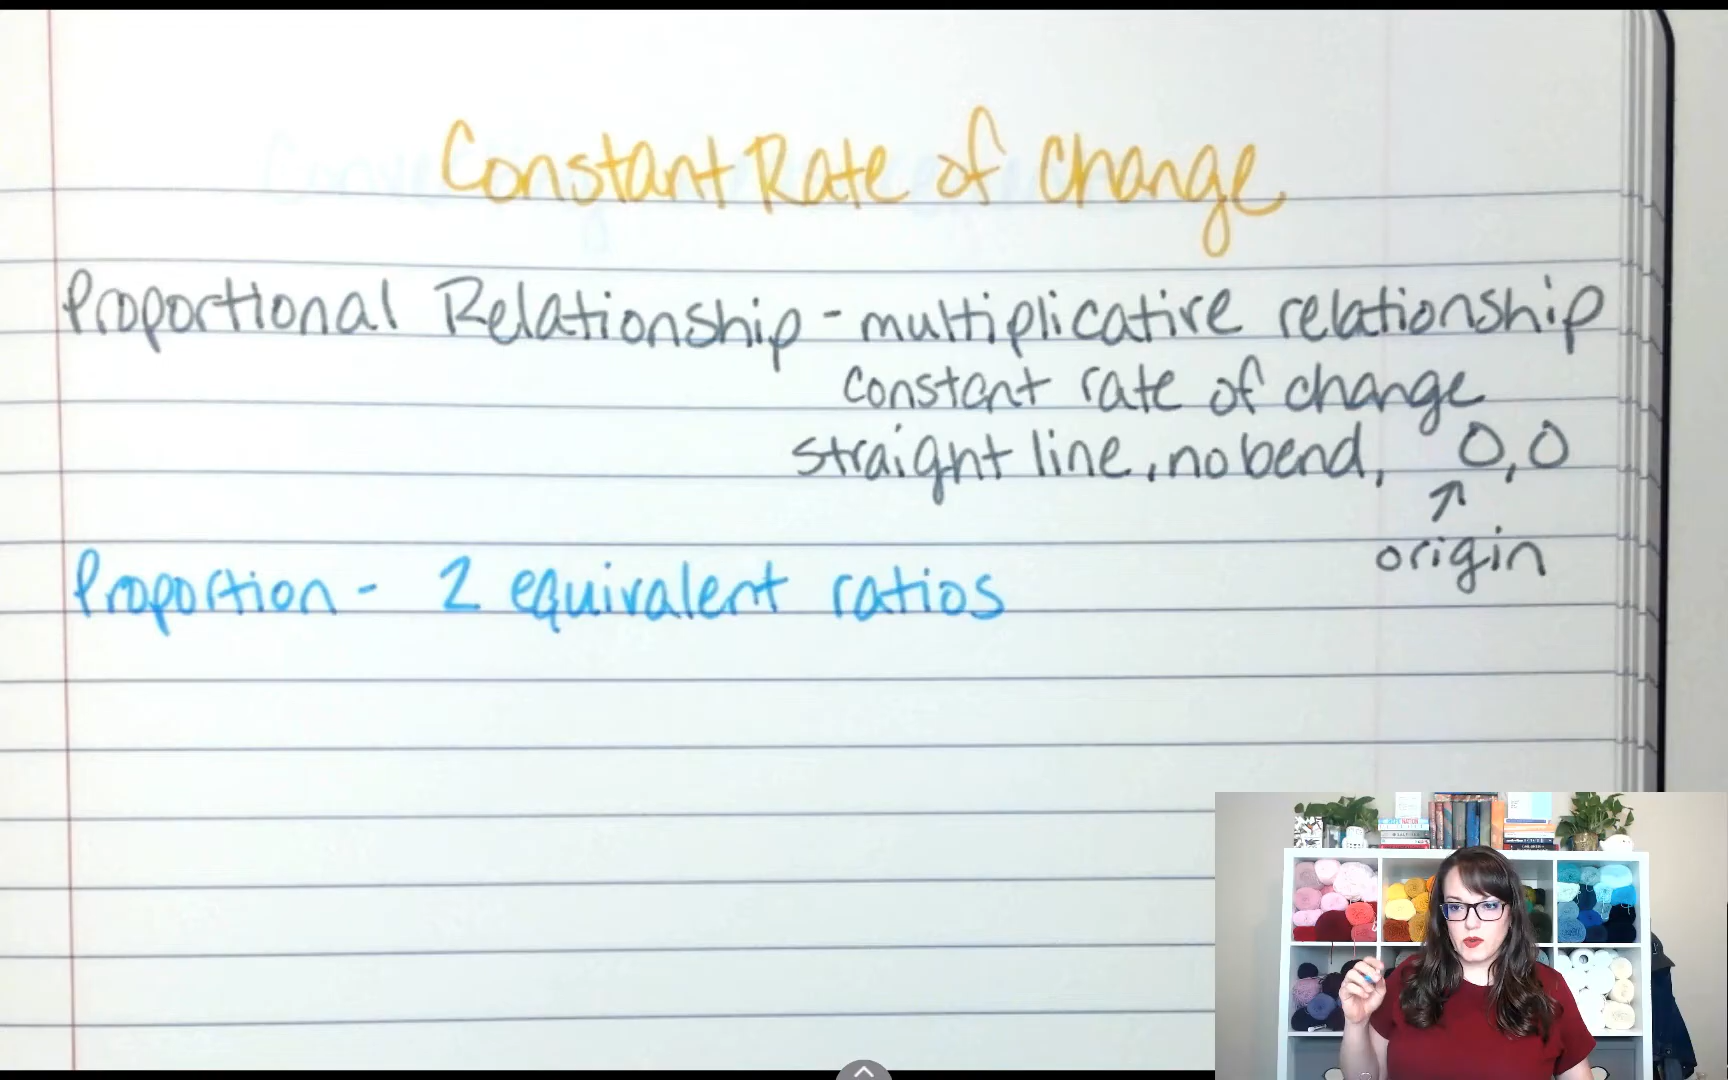 Constant Rate of Change
Proportional Relationship - multiplicative relationship
constant rate of change
straight line, no bend, 0,0
↗
origin
Proportion - 2 equivalent ratios